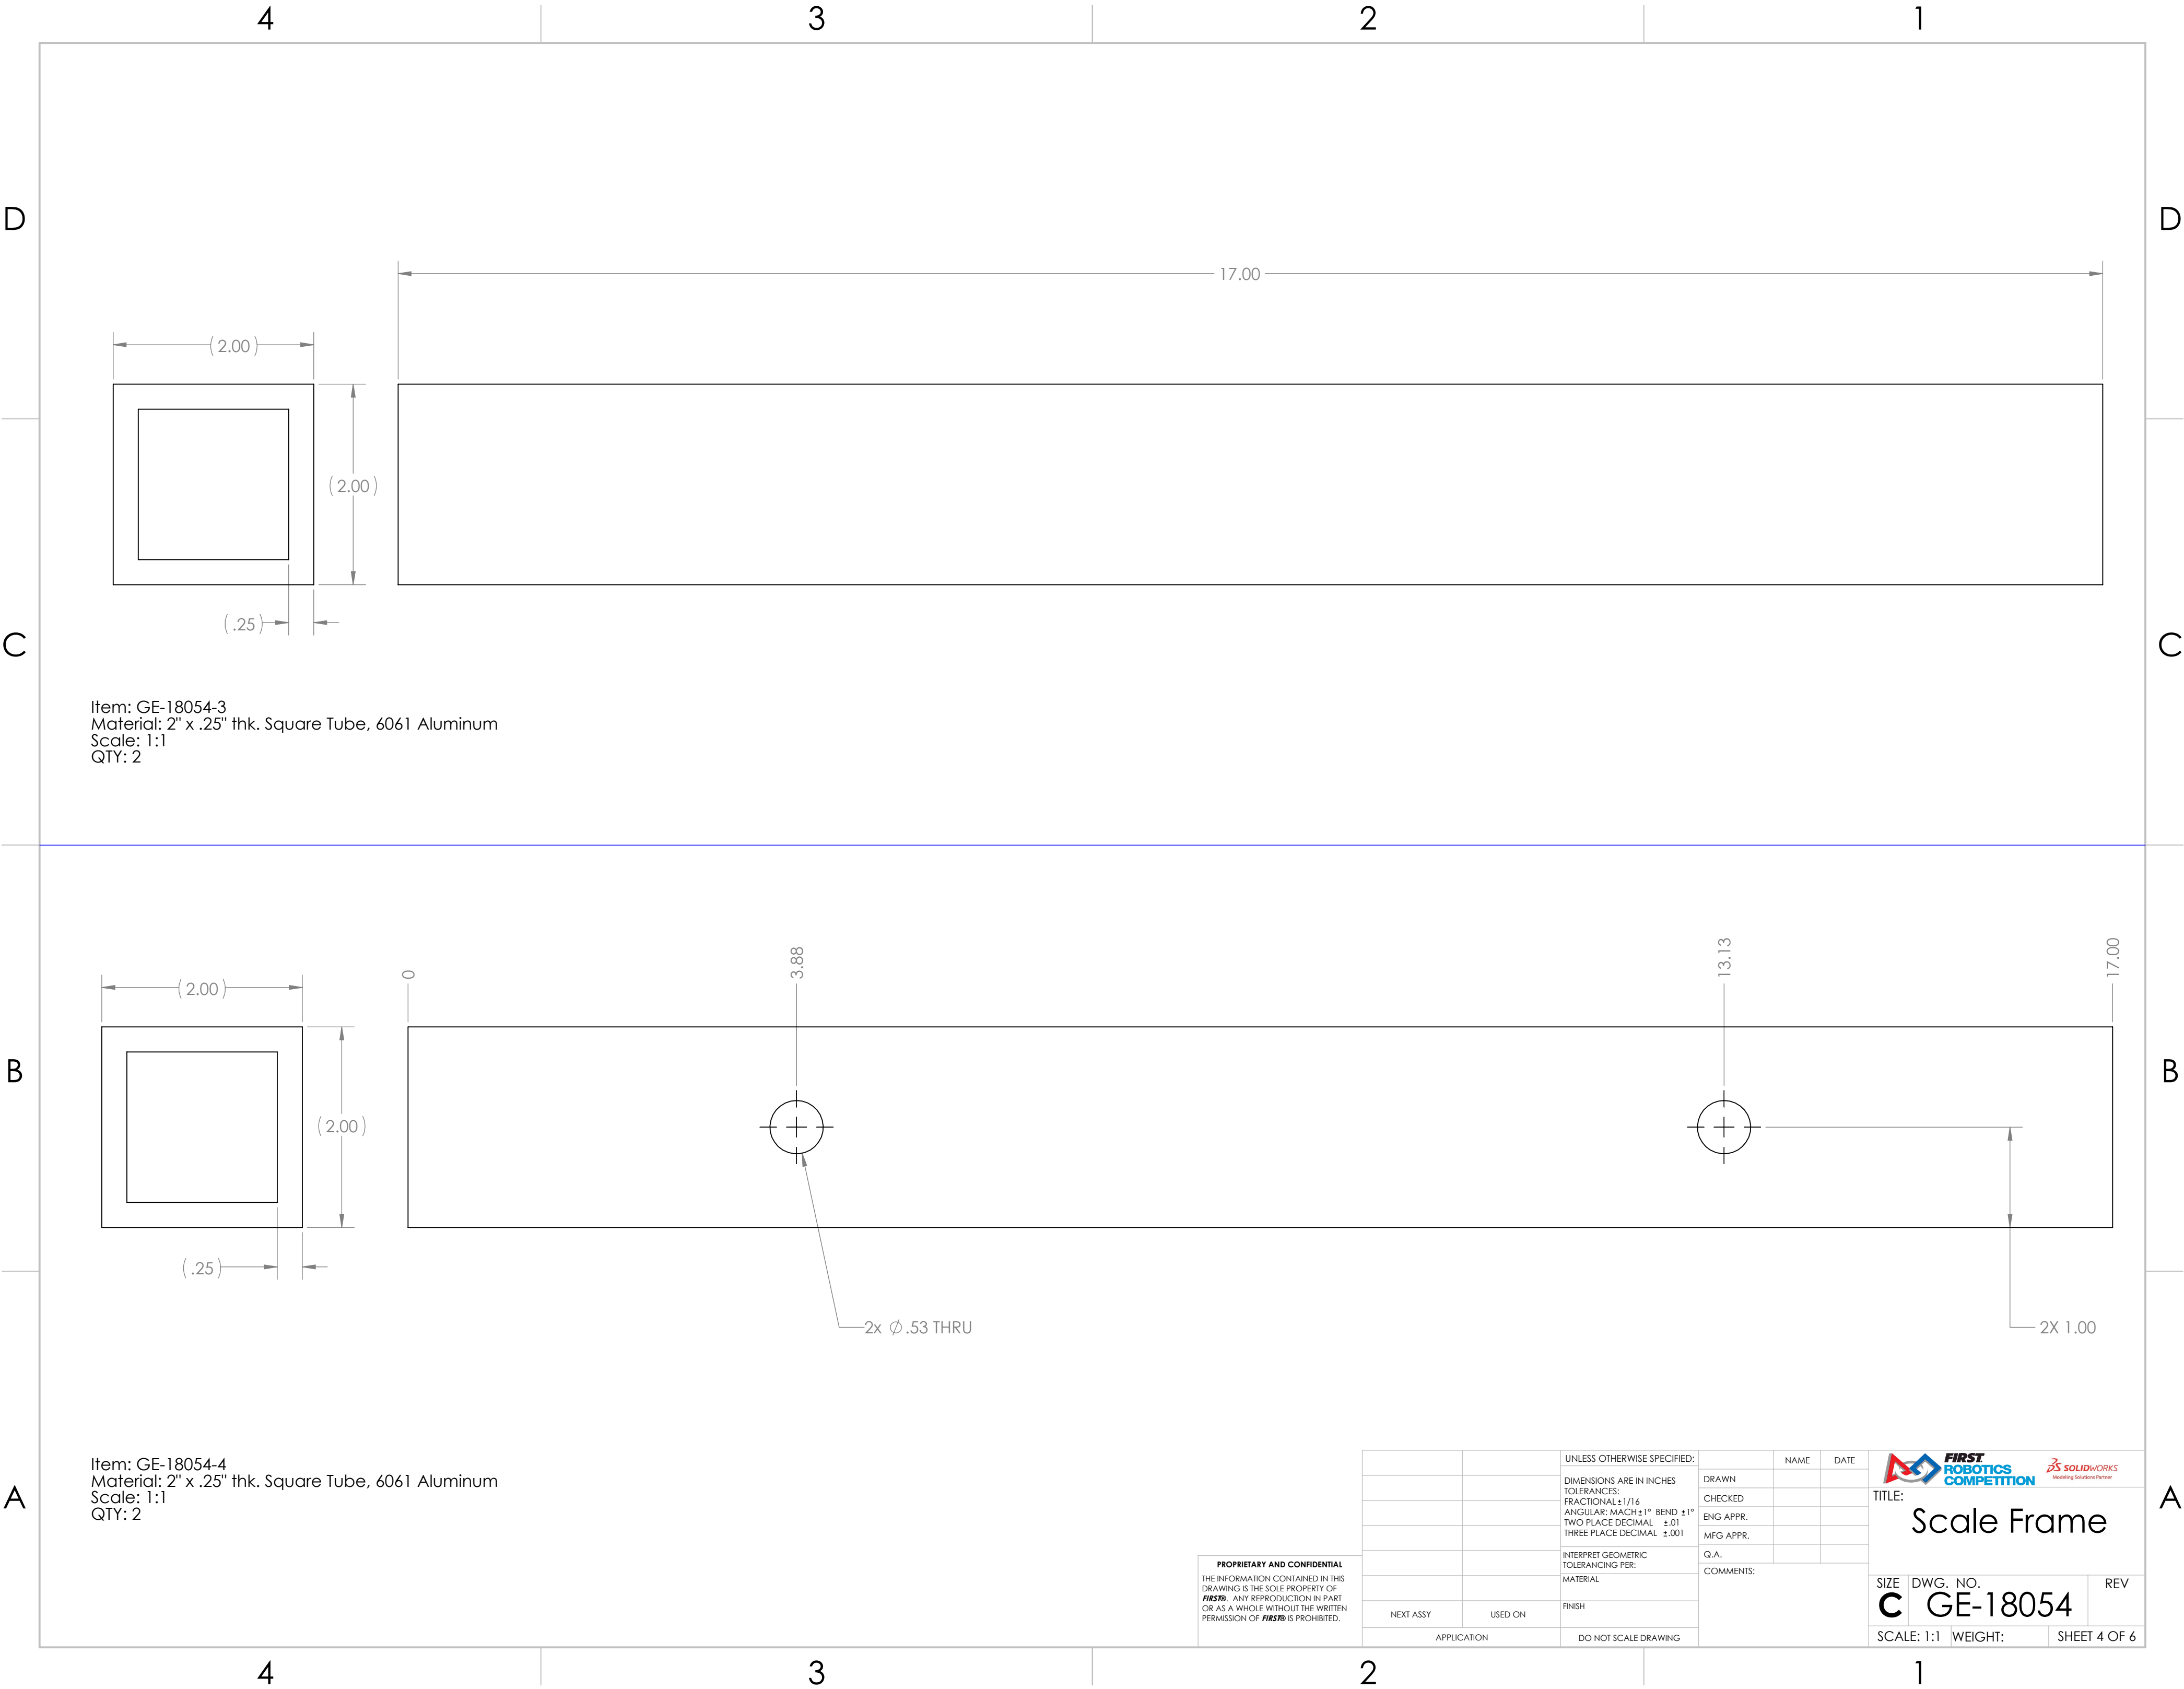 4 3 2 1
D D
17.00
( 2.00 )
( 2.00 )
( .25 )
C C
Item: GE-18054-3
Material: 2" x .25" thk. Square Tube, 6061 Aluminum
Scale: 1:1
QTY: 2
0 3.88 13.13 17.00
( 2.00 )
B B
( 2.00 )
( .25 )
2x Ø .53 THRU
2X 1.00
Item: GE-18054-4
Material: 2" x .25" thk. Square Tube, 6061 Aluminum
Scale: 1:1
QTY: 2
A A
PROPRIETARY AND CONFIDENTIAL
THE INFORMATION CONTAINED IN THIS
DRAWING IS THE SOLE PROPERTY OF
FIRST®. ANY REPRODUCTION IN PART
OR AS A WHOLE WITHOUT THE WRITTEN
PERMISSION OF FIRST® IS PROHIBITED.
NEXT ASSY USED ON
APPLICATION
UNLESS OTHERWISE SPECIFIED:
DIMENSIONS ARE IN INCHES
TOLERANCES:
FRACTIONAL ±1/16
ANGULAR: MACH ±1° BEND ±1°
TWO PLACE DECIMAL ±.01
THREE PLACE DECIMAL ±.001
INTERPRET GEOMETRIC
TOLERANCING PER:
MATERIAL
FINISH
DO NOT SCALE DRAWING
NAME DATE
DRAWN
CHECKED
ENG APPR.
MFG APPR.
Q.A.
COMMENTS:
FIRST
ROBOTICS
COMPETITION
SOLIDWORKS
Modeling Solutions Partner
TITLE:
Scale Frame
SIZE DWG. NO. REV
C GE-18054
SCALE: 1:1 WEIGHT: SHEET 4 OF 6
4 3 2 1